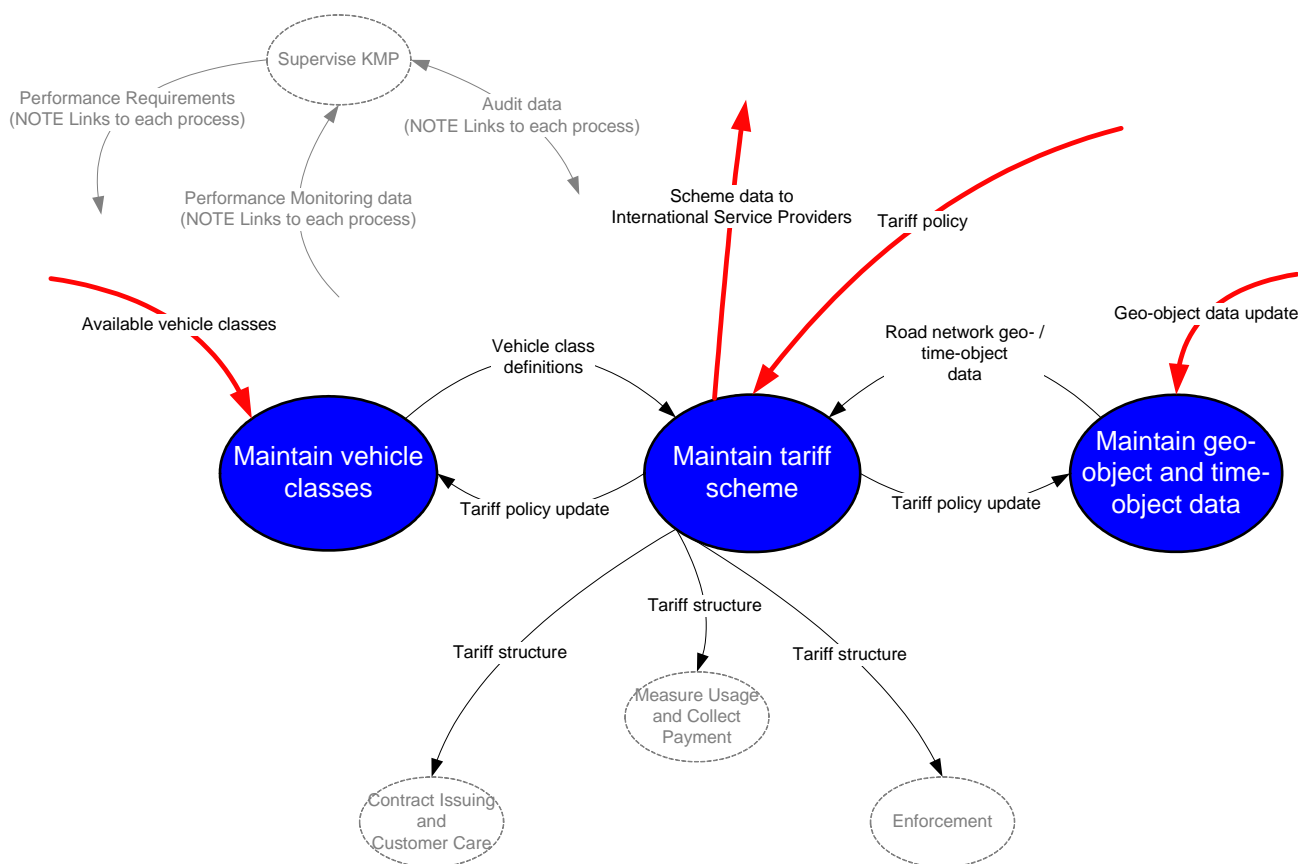 Supervise KMP
Performance Requirements
(NOTE Links to each process)
Audit data
(NOTE Links to each process)
Performance Monitoring data
(NOTE Links to each process)
Scheme data to
International Service Providers
Tariff policy
Available vehicle classes
Geo-object data update
Vehicle class
definitions
Road network geo- /
time-object
data
Maintain vehicle
classes
Maintain tariff
scheme
Maintain geo-
object and time-
object data
Tariff policy update
Tariff policy update
Tariff structure
Tariff structure
Tariff structure
Measure Usage
and Collect
Payment
Contract Issuing
and
Customer Care
Enforcement